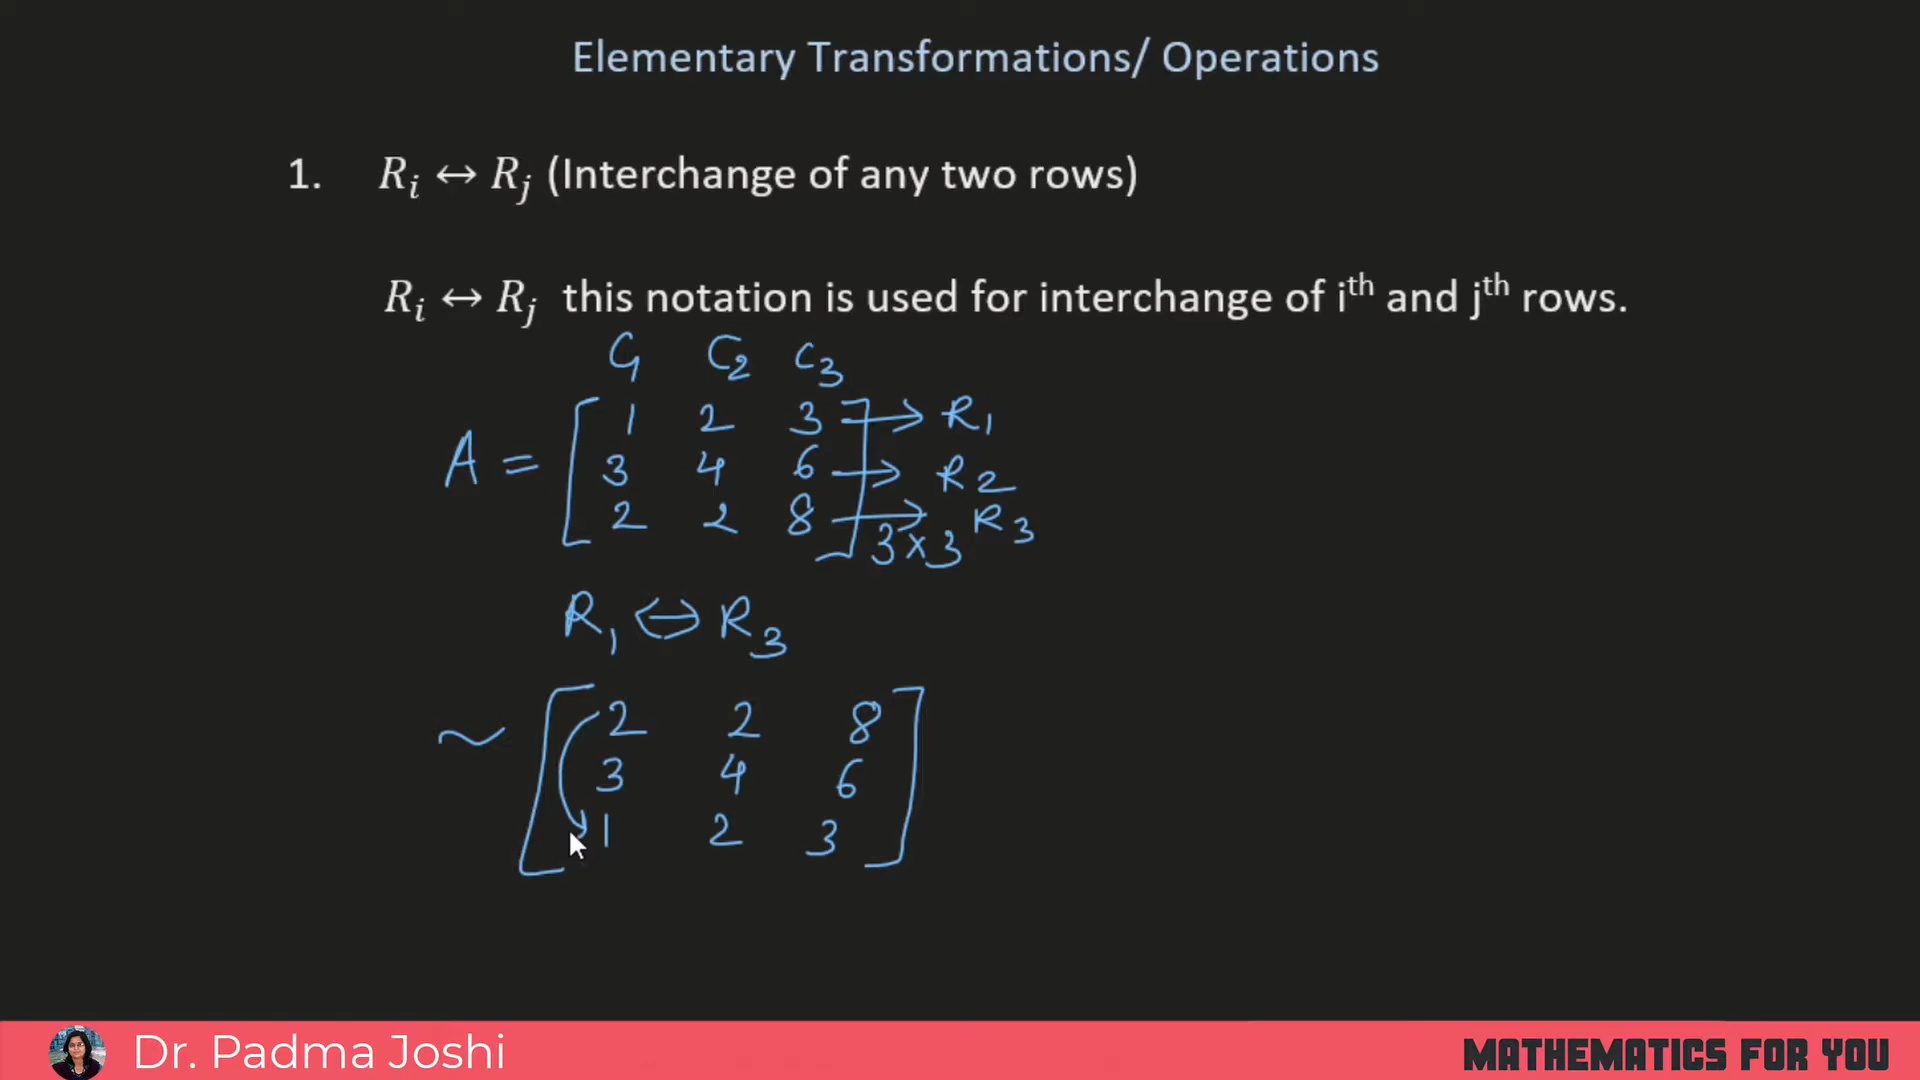 Elementary Transformations/ Operations
1. Rᵢ ↔ Rⱼ (Interchange of any two rows)
Rᵢ ↔ Rⱼ this notation is used for interchange of iᵗʰ and jᵗʰ rows.
C₁ C₂ C₃
1 2 3 → R₁
A = 3 4 6 → R₂
2 2 8 → R₃
3×3
R₁ ⇔ R₃
2 2 8
~ 3 4 6
1 2 3
Dr. Padma Joshi
MATHEMATICS FOR YOU